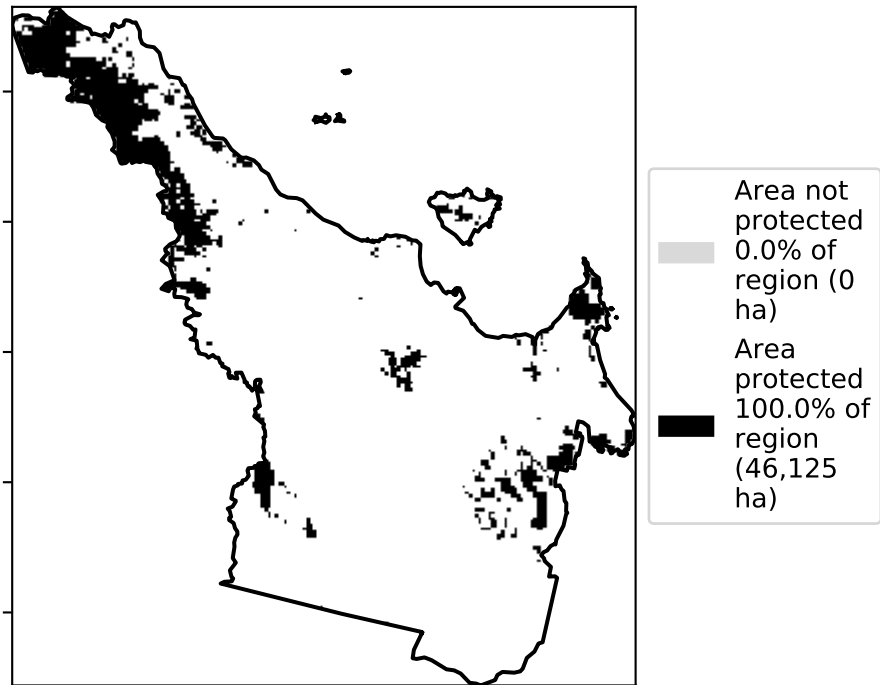 Area not
protected
0.0% of
region (0
ha)
Area
protected
100.0% of
region
(46,125
ha)